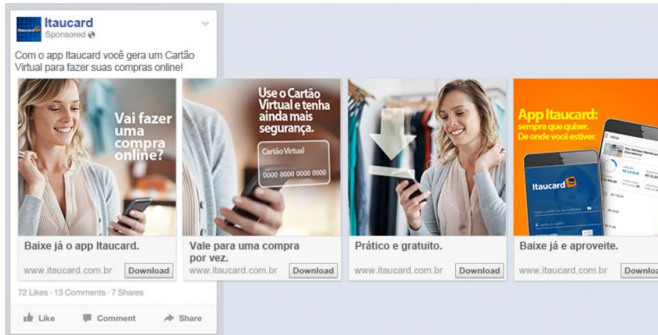 Itaucard
Sponsored
Com o app Itaucard você gera um Cartão
Virtual para fazer suas compras online!
Vai fazer
uma
compra
online?
Baixe já o app Itaucard.
www.itaucard.com.br Download
Use o Cartão
Virtual e tenha
ainda mais
segurança.
Cartão Virtual
0000 0000 0000 0000
Vale para uma compra
por vez.
www.itaucard.com.br Download
Prático e gratuito.
www.itaucard.com.br Download
App Itaucard:
sempre que quiser.
De onde você estiver.
Itaucard
Baixe já e aproveite.
www.itaucard.com.br Downloa
72 Likes · 13 Comments · 7 Shares
Like Comment Share